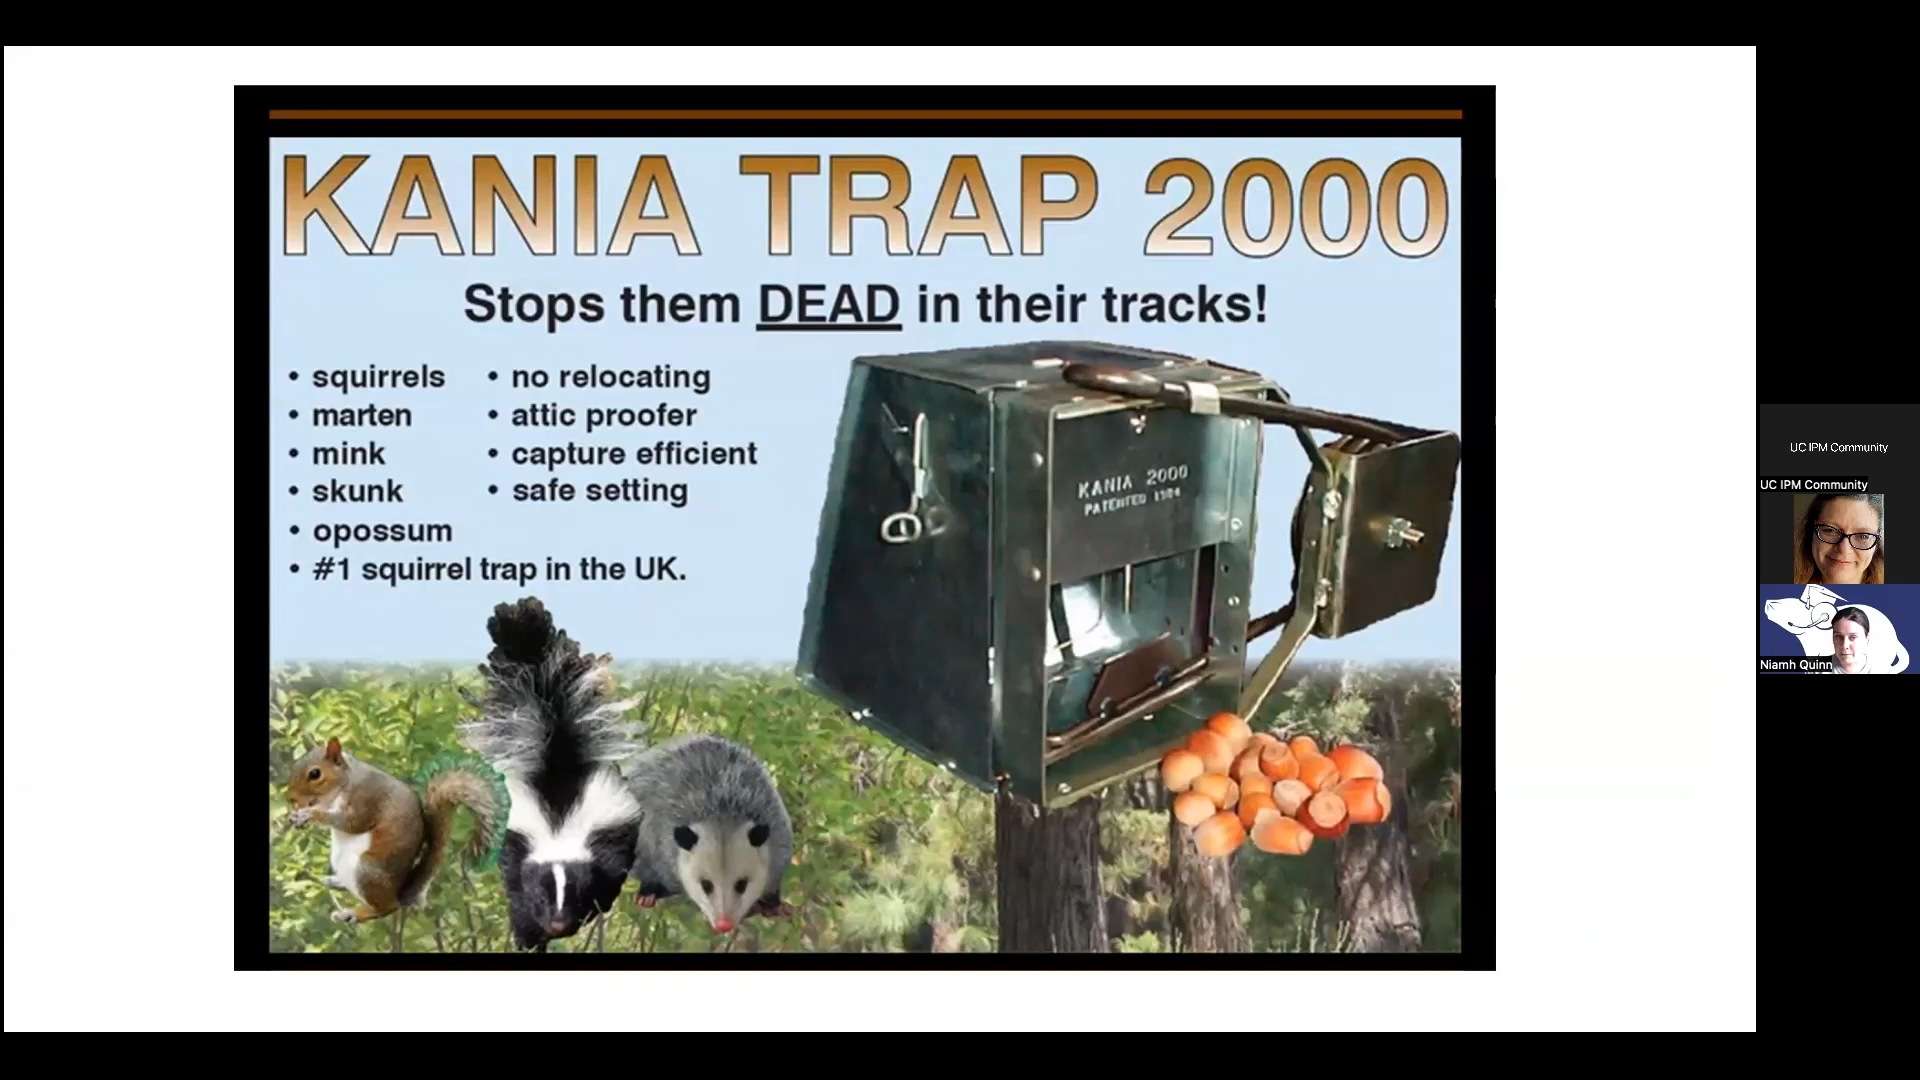 KANIA TRAP 2000
Stops them DEAD in their tracks!
• squirrels
• marten
• mink
• skunk
• opossum
• #1 squirrel trap in the UK.
• no relocating
• attic proofer
• capture efficient
• safe setting
KANIA 2000
PATENTED 1984
UC IPM Community
UC IPM Community
Niamh Quinn